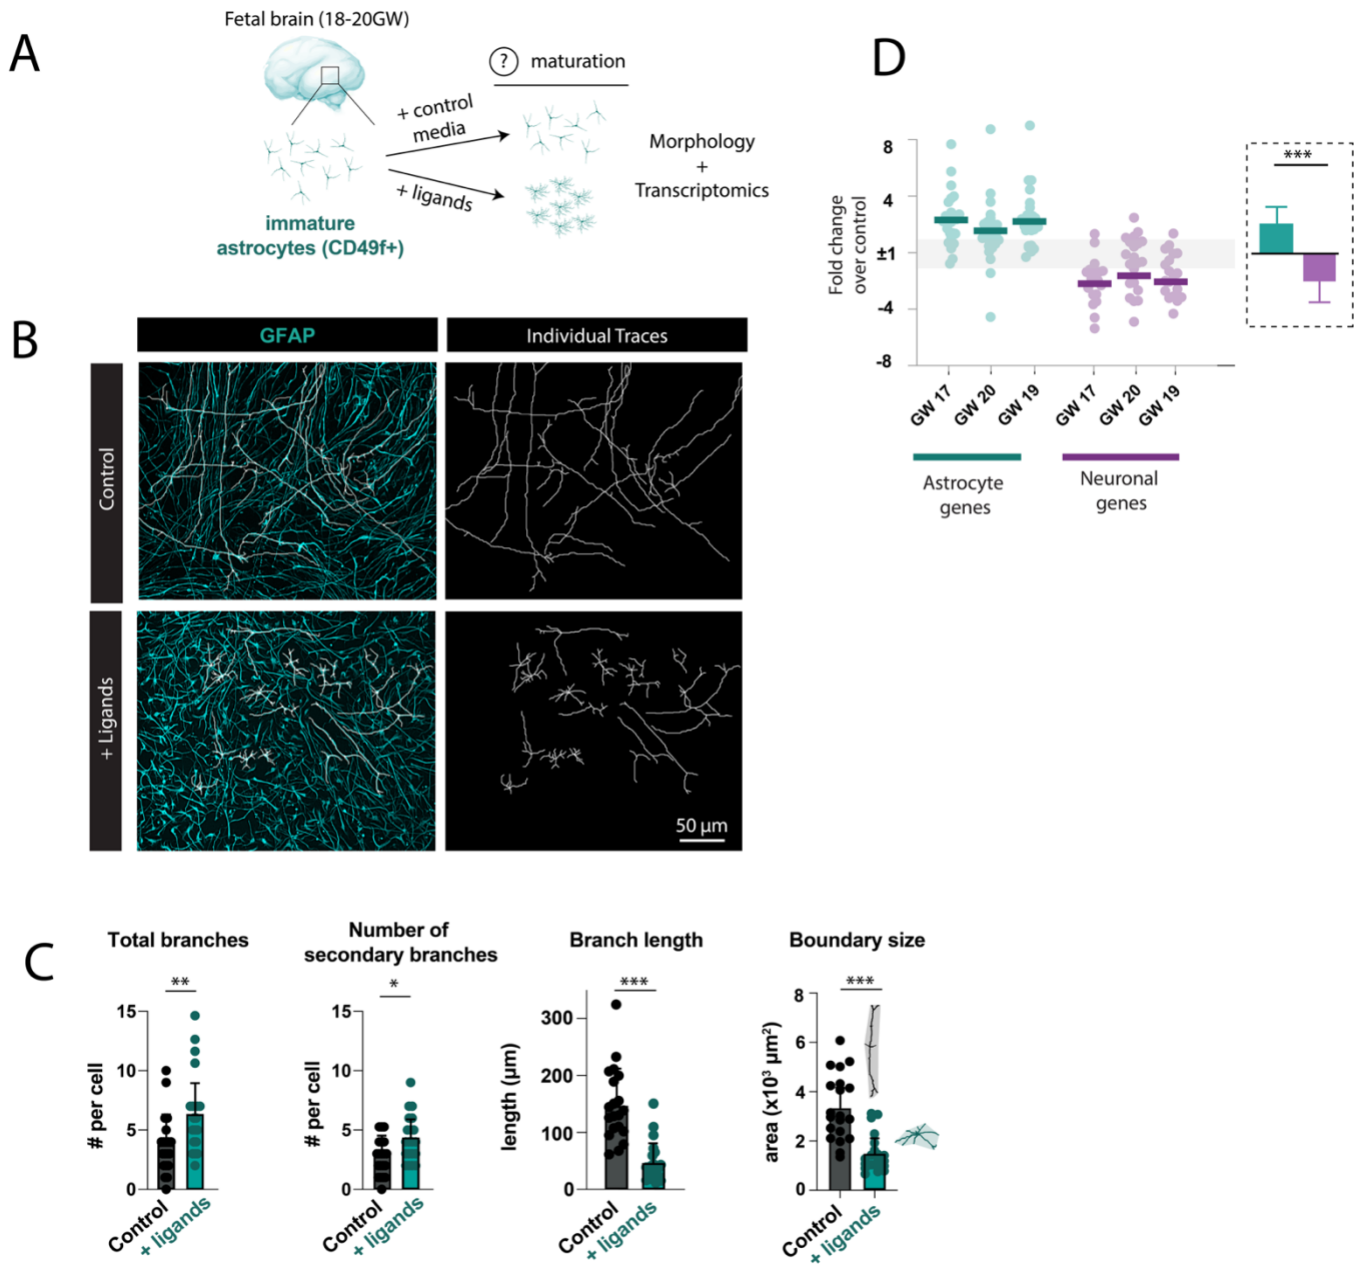 A
Fetal brain (18-20GW)
? maturation
+ control
media
+ ligands
immature
astrocytes (CD49f+)
Morphology
+
Transcriptomics
D
8
4
±1
-4
-8
Fold change
over control
***
GW 17
GW 20
GW 19
GW 17
GW 20
GW 19
Astrocyte
genes
Neuronal
genes
B
GFAP
Individual Traces
Control
+ Ligands
50 μm
C
Total branches
**
# per cell
15
10
5
0
Control
+ ligands
Number of
secondary branches
*
# per cell
15
10
5
0
Control
+ ligands
Branch length
***
length (μm)
300
200
100
0
Control
+ ligands
Boundary size
***
area (x10³ μm²)
8
6
4
2
0
Control
+ ligands